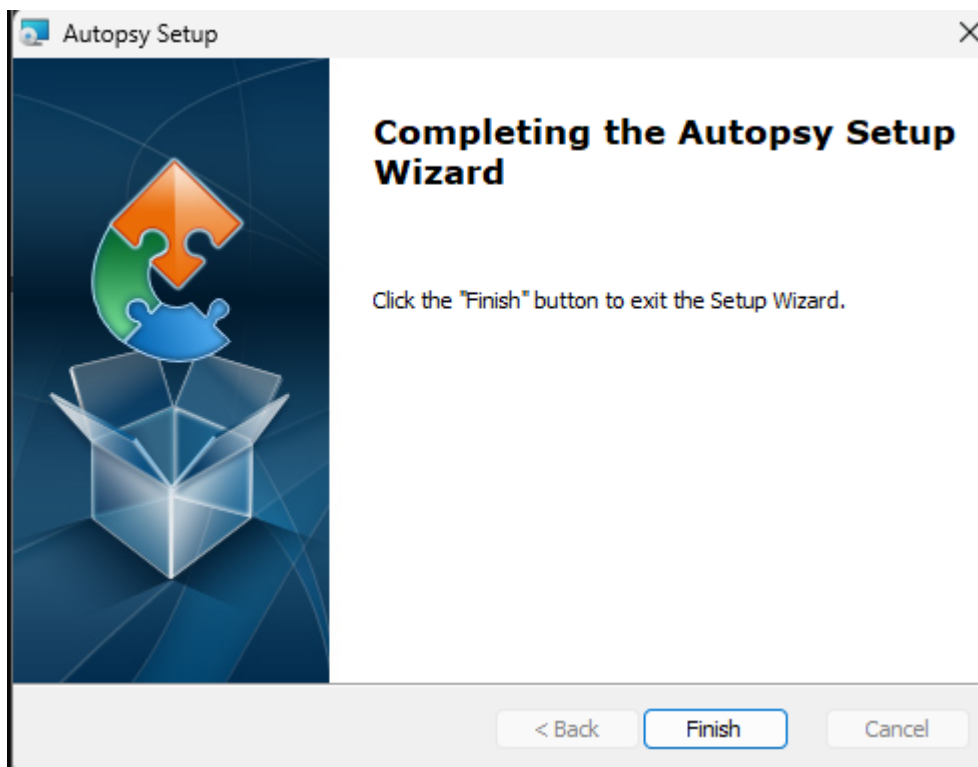 Autopsy Setup
Completing the Autopsy Setup
Wizard
Click the "Finish" button to exit the Setup Wizard.
< Back
Finish
Cancel